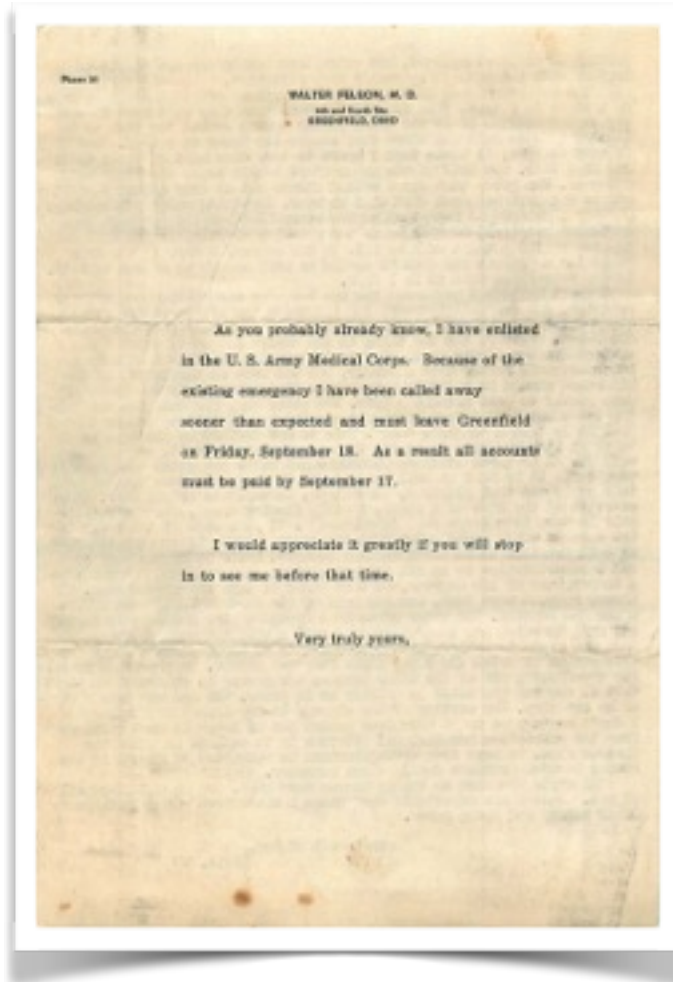 Phone
WALTER FELSON, M. D.
GREENFIELD, OHIO
As you probably already know, I have enlisted
in the U. S. Army Medical Corps. Because of the
existing emergency I have been called away
sooner than expected and must leave Greenfield
on Friday, September 18. As a result all accounts
must be paid by September 17.
I would appreciate it greatly if you will stop
in to see me before that time.
Very truly yours,